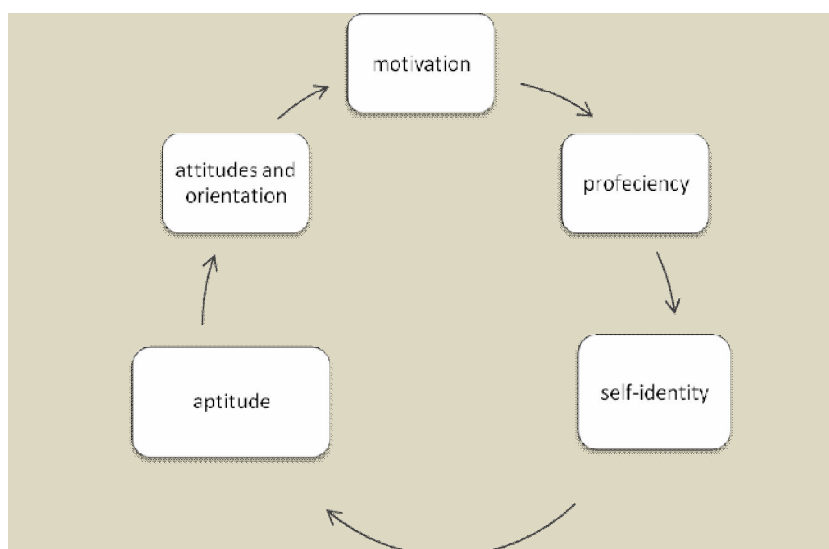 motivation
profeciency
self-identity
aptitude
attitudes and
orientation